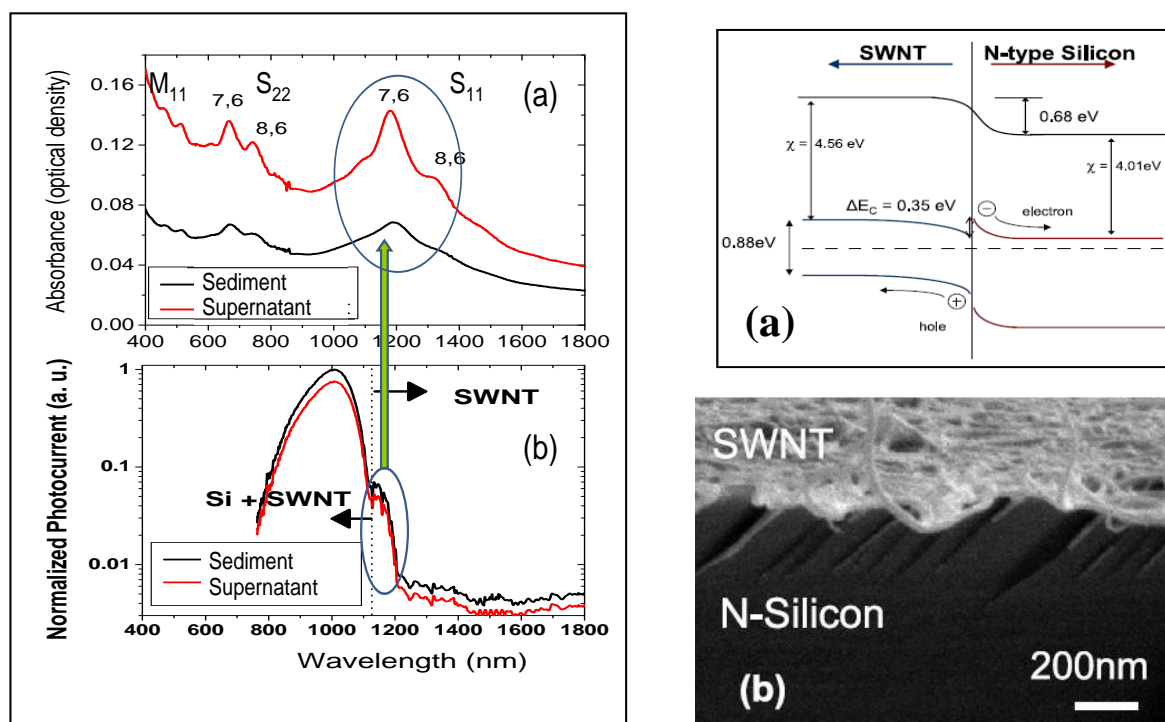 M11 S22 S11 (a)
0.16
7,6 7,6
8,6
0.12
8,6
0.08
0.04
Sediment
Supernatant
0.00
400 600 800 1000 1200 1400 1600 1800
Absorbance (optical density)
1
SWNT
(b)
0.1
Si + SWNT
Sediment
0.01
Supernatant
400 600 800 1000 1200 1400 1600 1800
Wavelength (nm)
Normalized Photocurrent (a. u.)
SWNT N-type Silicon
0.68 eV
χ = 4.56 eV
χ = 4.01eV
ΔEC = 0.35 eV
− electron
0.88eV
+
hole
(a)
SWNT
N-Silicon
200nm
(b)